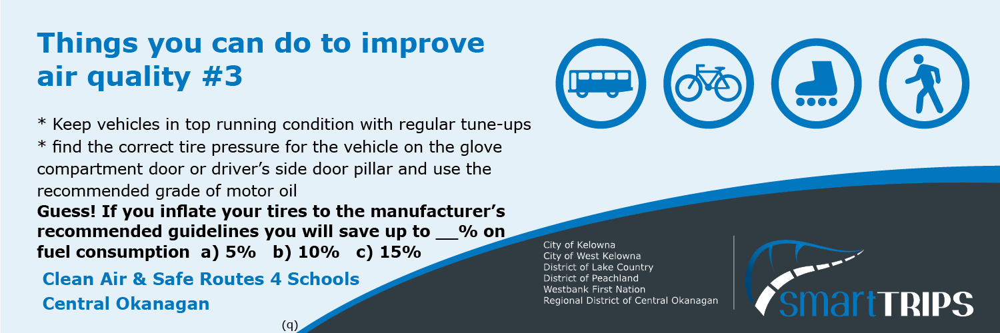 Things you can do to improve
air quality #3
* Keep vehicles in top running condition with regular tune-ups
* find the correct tire pressure for the vehicle on the glove
compartment door or driver’s side door pillar and use the
recommended grade of motor oil
Guess! If you inflate your tires to the manufacturer’s
recommended guidelines you will save up to __% on
fuel consumption  a) 5%   b) 10%   c) 15%
Clean Air & Safe Routes 4 Schools
Central Okanagan
(q)
City of Kelowna
City of West Kelowna
District of Lake Country
District of Peachland
Westbank First Nation
Regional District of Central Okanagan
smartTRIPS